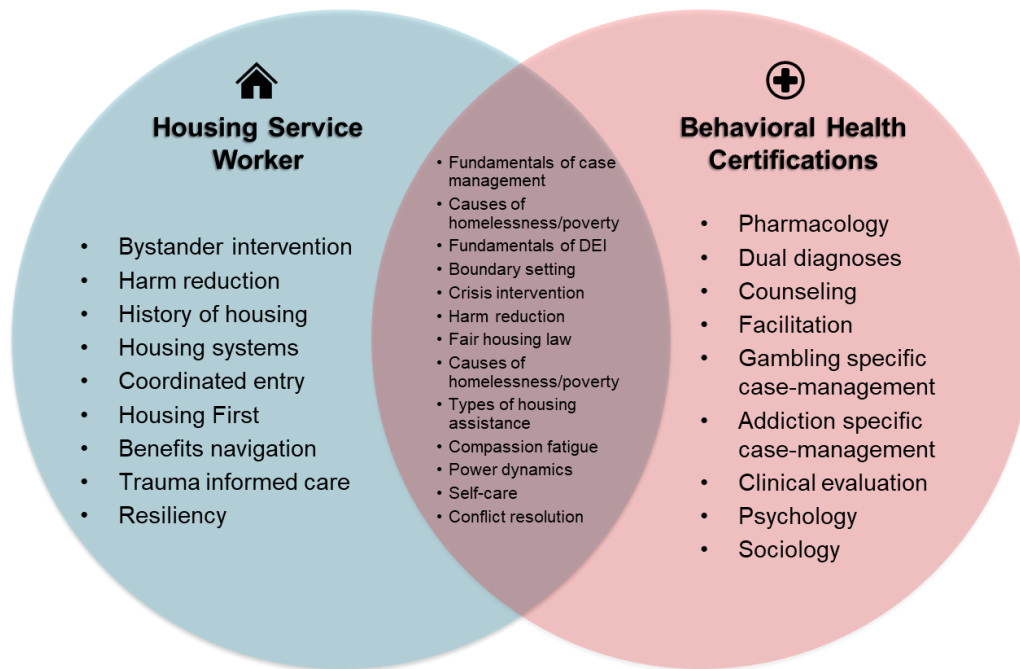 Housing Service
Worker
• Bystander intervention
• Harm reduction
• History of housing
• Housing systems
• Coordinated entry
• Housing First
• Benefits navigation
• Trauma informed care
• Resiliency
• Fundamentals of case
management
• Causes of
homelessness/poverty
• Fundamentals of DEI
• Boundary setting
• Crisis intervention
• Harm reduction
• Fair housing law
• Causes of
homelessness/poverty
• Types of housing
assistance
• Compassion fatigue
• Power dynamics
• Self-care
• Conflict resolution
Behavioral Health
Certifications
• Pharmacology
• Dual diagnoses
• Counseling
• Facilitation
• Gambling specific
case-management
• Addiction specific
case-management
• Clinical evaluation
• Psychology
• Sociology